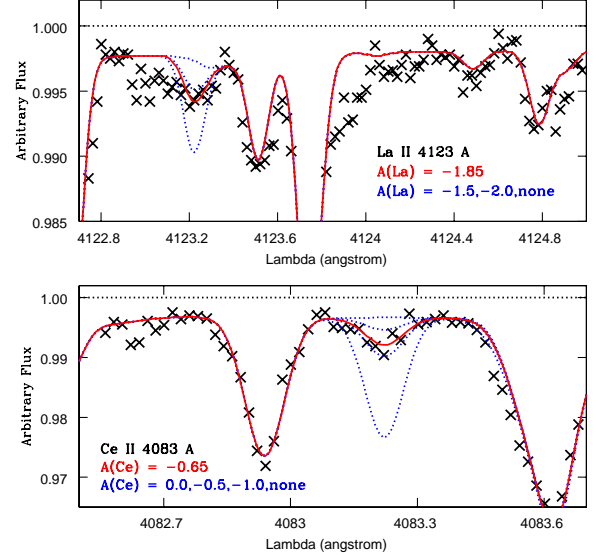 1.000
0.995
0.990
0.985
Arbitrary Flux
La II 4123 A
A(La) = −1.85
A(La) = −1.5,−2.0,none
4122.8 4123.2 4123.6 4124 4124.4 4124.8
Lambda (angstrom)
1.00
0.99
0.98
0.97
Arbitrary Flux
Ce II 4083 A
A(Ce) = −0.65
A(Ce) = 0.0,−0.5,−1.0,none
4082.7 4083 4083.3 4083.6
Lambda (angstrom)